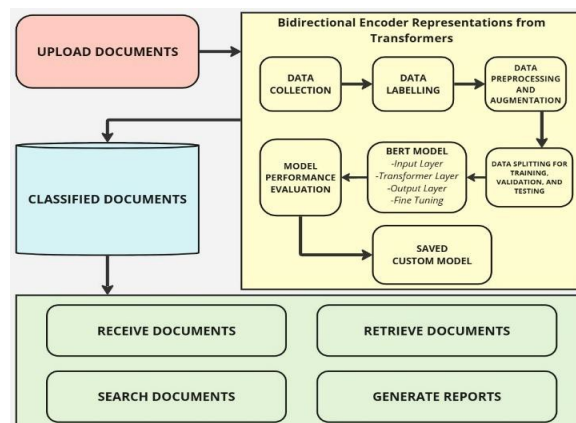 UPLOAD DOCUMENTS
Bidirectional Encoder Representations from
Transformers
DATA
COLLECTION
DATA
LABELLING
DATA
PREPROCESSING
AND
AUGMENTATION
MODEL
PERFORMANCE
EVALUATION
BERT MODEL
-Input Layer
-Transformer Layer
-Output Layer
-Fine Tuning
DATA SPLITTING FOR
TRAINING,
VALIDATION, AND
TESTING
SAVED
CUSTOM MODEL
CLASSIFIED DOCUMENTS
RECEIVE DOCUMENTS
RETRIEVE DOCUMENTS
SEARCH DOCUMENTS
GENERATE REPORTS